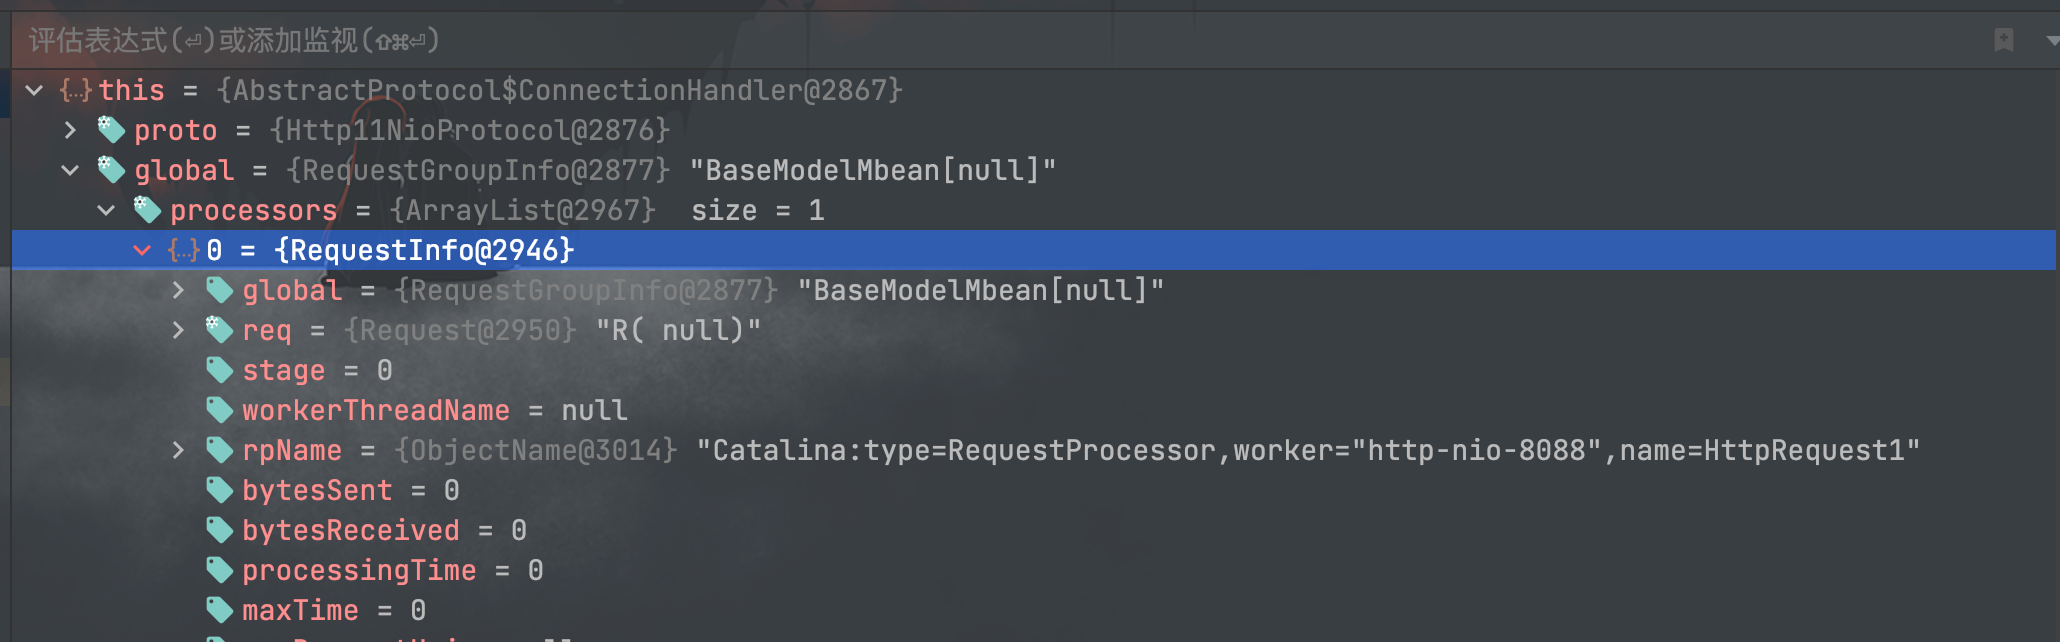 评估表达式(⏎)或添加监视(⇧⌘⏎)
{...} this = {AbstractProtocol$ConnectionHandler@2867}
proto = {Http11NioProtocol@2876}
global = {RequestGroupInfo@2877} "BaseModelMbean[null]"
processors = {ArrayList@2967} size = 1
{...} 0 = {RequestInfo@2946}
global = {RequestGroupInfo@2877} "BaseModelMbean[null]"
req = {Request@2950} "R( null)"
stage = 0
workerThreadName = null
rpName = {ObjectName@3014} "Catalina:type=RequestProcessor,worker="http-nio-8088",name=HttpRequest1"
bytesSent = 0
bytesReceived = 0
processingTime = 0
maxTime = 0